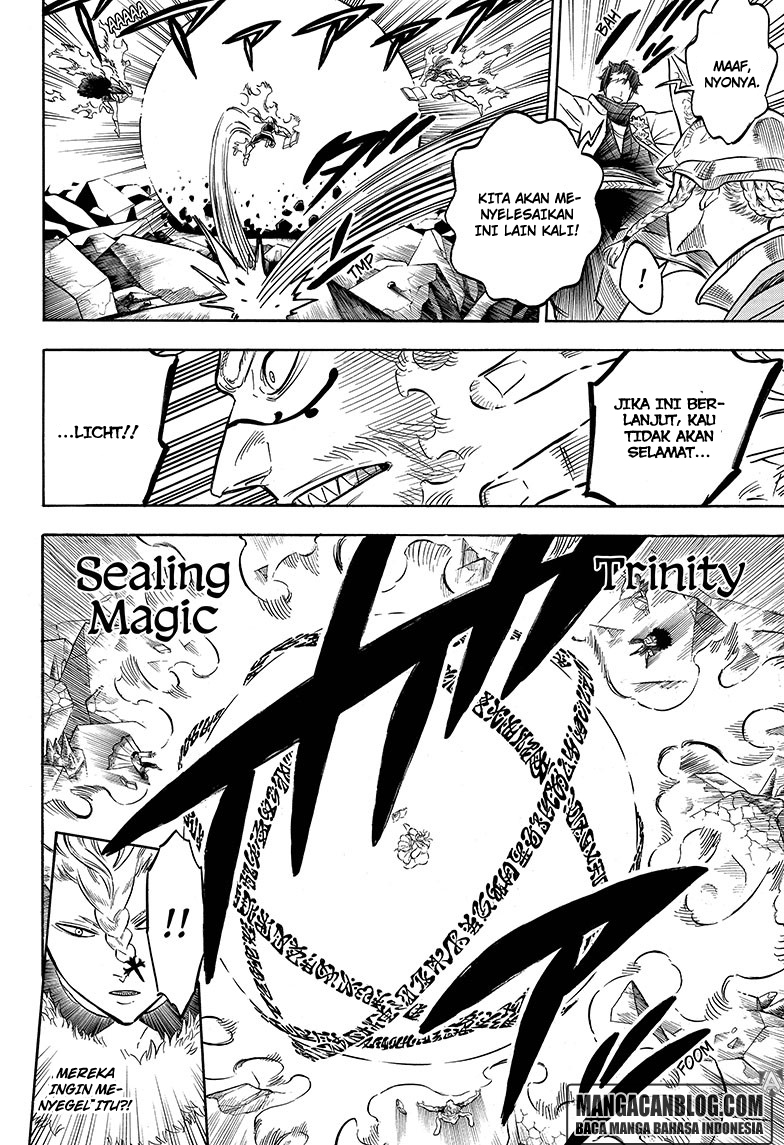 BAH
MAAF,
NYONYA.
!
KITA AKAN ME-
NYELESAIKAN
INI LAIN KALI!
AAAAA
TMP
JIKA INI BER-
LANJUT, KAU
TIDAK AKAN
SELAMAT...
...LICHT!!
Trinity
Sealing
Magic
!!
MEREKA
INGIN ME-
NYEGEL "ITU?!
FOOM
MANGACANBLOG.COM
BACA MANGA BAHASA INDONESIA